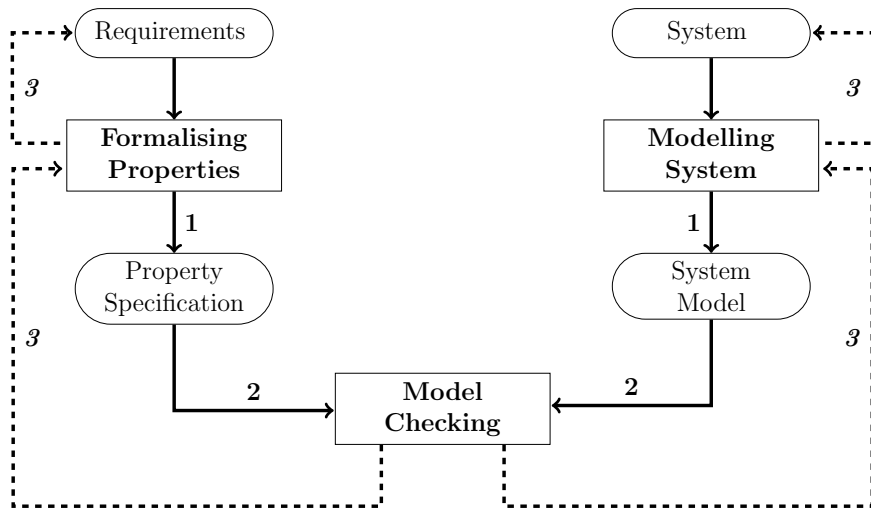 Requirements
System
3
3
Formalising
Properties
Modelling
System
1
1
Property
Specification
System
Model
3
3
2
2
Model
Checking